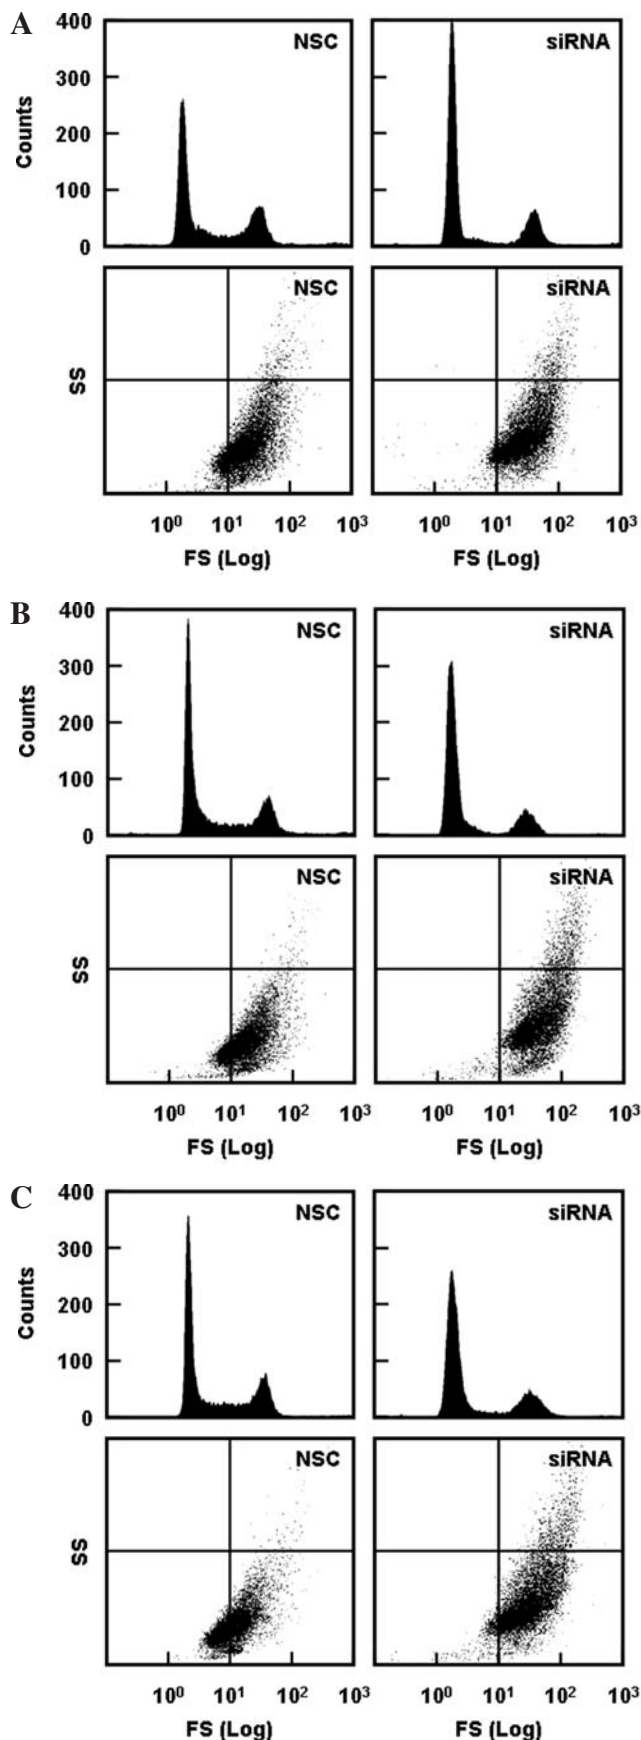 A
400 NSC siRNA
300
Counts
200
100
0
NSC siRNA
SS
10⁰ 10¹ 10² 10³ 10⁰ 10¹ 10² 10³
FS (Log) FS (Log)
B
400 NSC siRNA
300
Counts
200
100
0
NSC siRNA
SS
10⁰ 10¹ 10² 10³ 10⁰ 10¹ 10² 10³
FS (Log) FS (Log)
C
400 NSC siRNA
300
Counts
200
100
0
NSC siRNA
SS
10⁰ 10¹ 10² 10³ 10⁰ 10¹ 10² 10³
FS (Log) FS (Log)